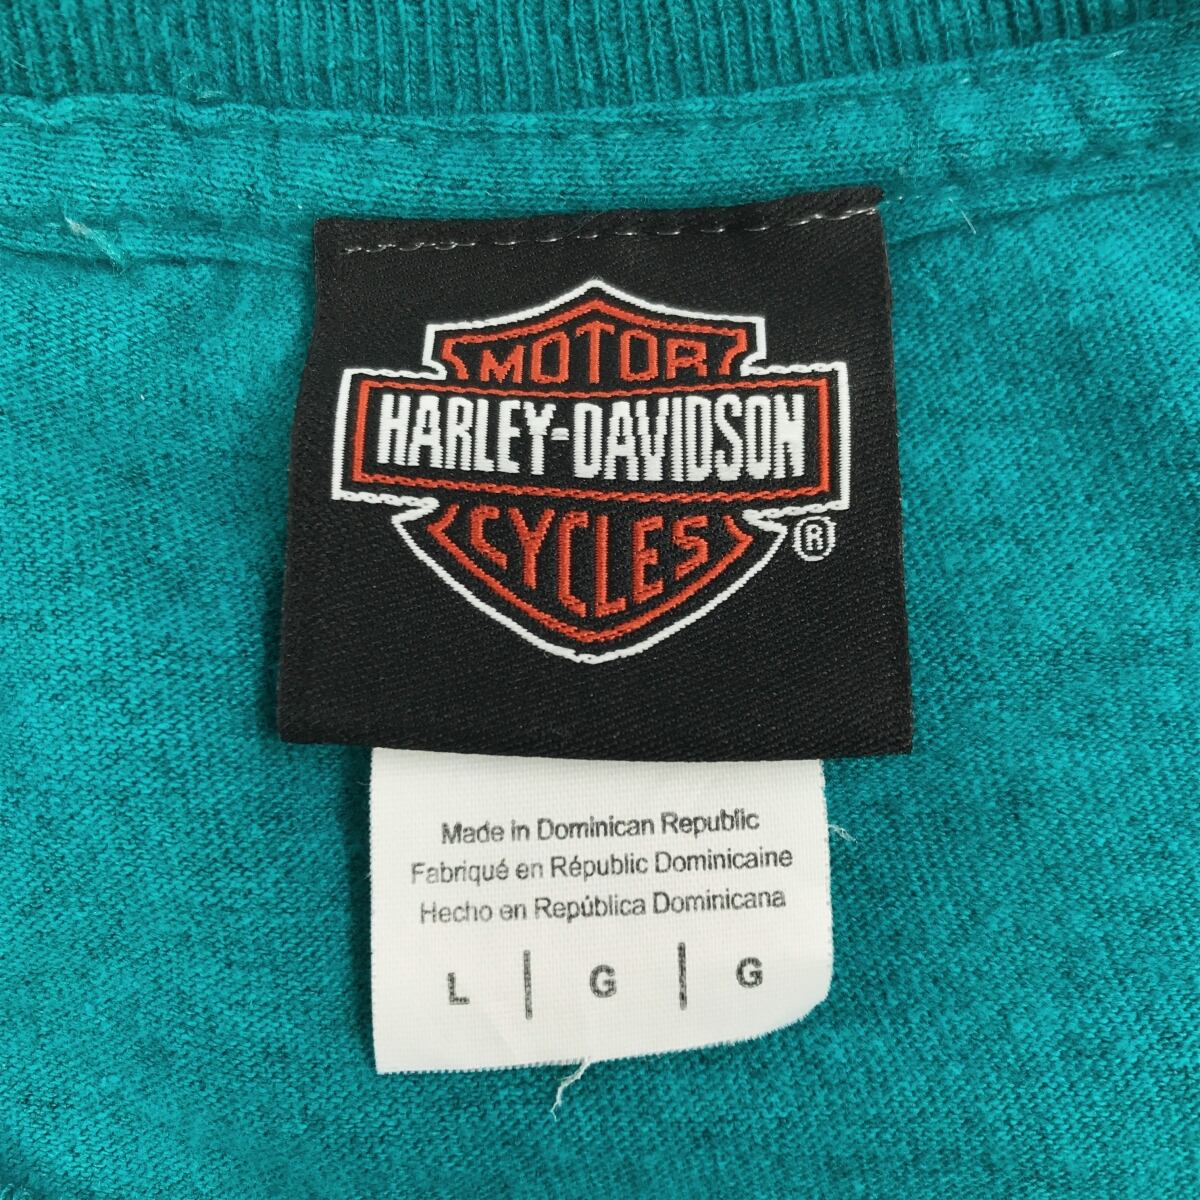 MOTOR
HARLEY-DAVIDSON
CYCLES
®
Made in Dominican Republic
Fabriqué en Républic Dominicaine
Hecho en República Dominicana
L | G | G